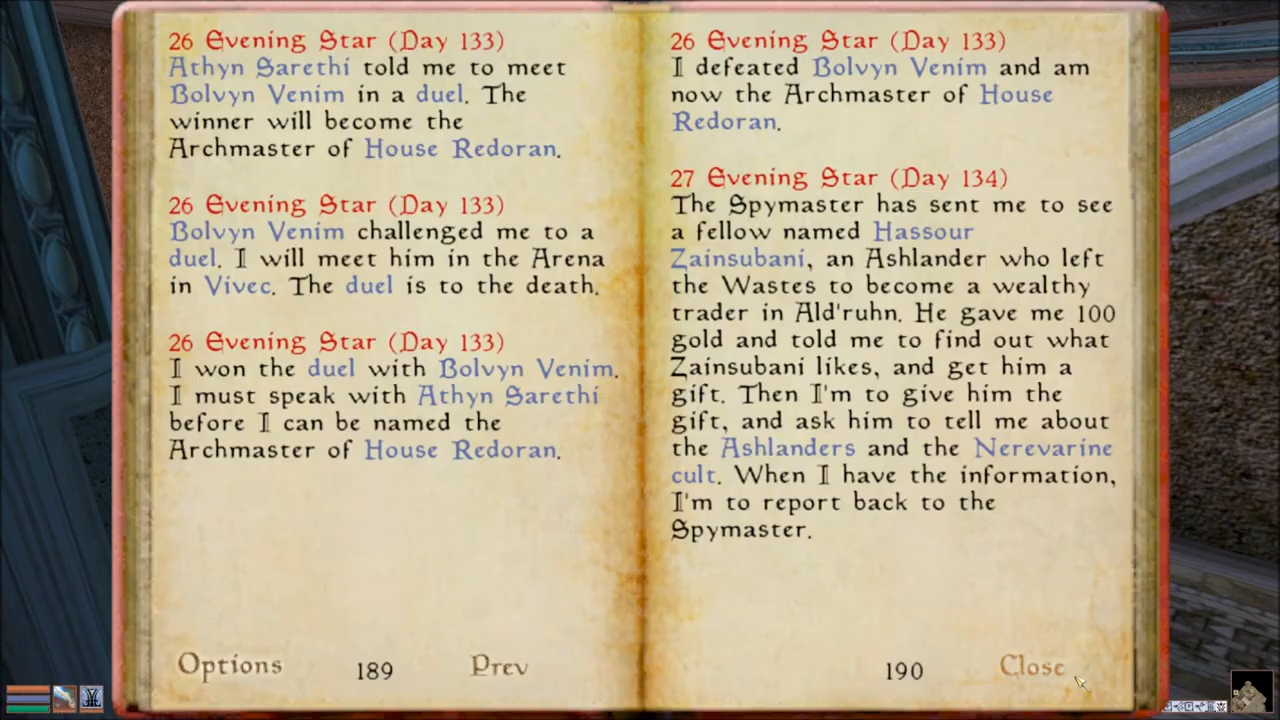 26 Evening Star (Day 133)
Athyn Sarethi told me to meet
Bolvyn Venim in a duel. The
winner will become the
Archmaster of House Redoran.
26 Evening Star (Day 133)
Bolvyn Venim challenged me to a
duel. I will meet him in the Arena
in Vivec. The duel is to the death.
26 Evening Star (Day 133)
I won the duel with Bolvyn Venim.
I must speak with Athyn Sarethi
before I can be named the
Archmaster of House Redoran.
26 Evening Star (Day 133)
I defeated Bolvyn Venim and am
now the Archmaster of House
Redoran.
27 Evening Star (Day 134)
The Spymaster has sent me to see
a fellow named Hassour
Zainsubani, an Ashlander who left
the Wastes to become a wealthy
trader in Ald'ruhn. He gave me 100
gold and told me to find out what
Zainsubani likes, and get him a
gift. Then I'm to give him the
gift, and ask him to tell me about
the Ashlanders and the Nerevarine
cult. When I have the information,
I'm to report back to the
Spymaster.
Options 189 Prev
190 Close